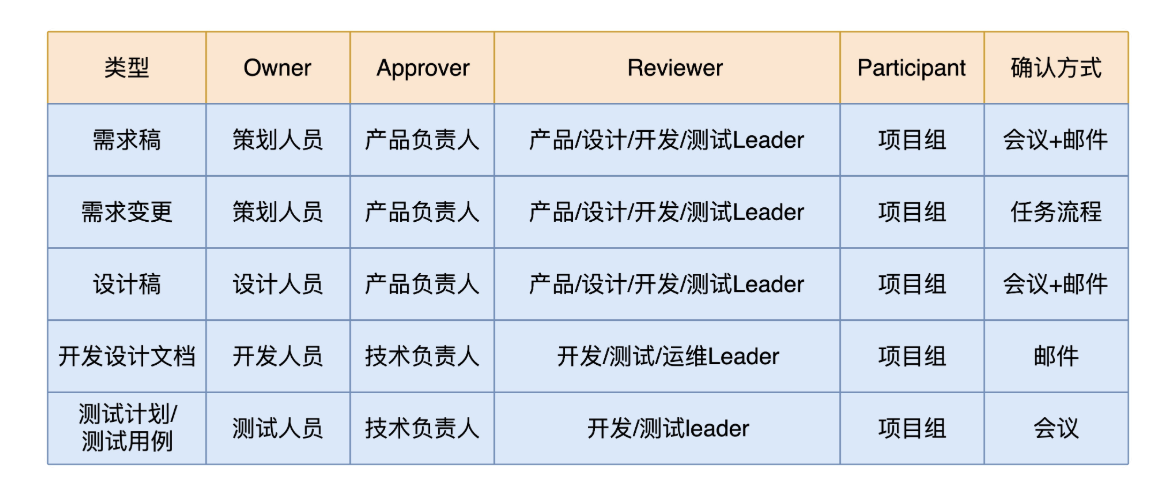 类型 Owner Approver Reviewer Participant 确认方式
需求稿 策划人员 产品负责人 产品/设计/开发/测试Leader 项目组 会议+邮件
需求变更 策划人员 产品负责人 产品/设计/开发/测试Leader 项目组 任务流程
设计稿 设计人员 产品负责人 产品/设计/开发/测试Leader 项目组 会议+邮件
开发设计文档 开发人员 技术负责人 开发/测试/运维Leader 项目组 邮件
测试计划/
测试用例 测试人员 技术负责人 开发/测试leader 项目组 会议